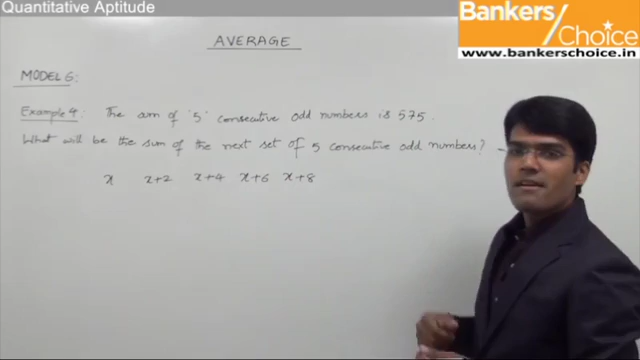 Quantitative Aptitude
Bankers
Choice
www.bankerschoice.in
AVERAGE
MODEL 6:
Example 4: The sum of '5' consecutive odd numbers is 575.
What will be the sum of the next set of 5 consecutive odd numbers?
x x+2 x+4 x+6 x+8